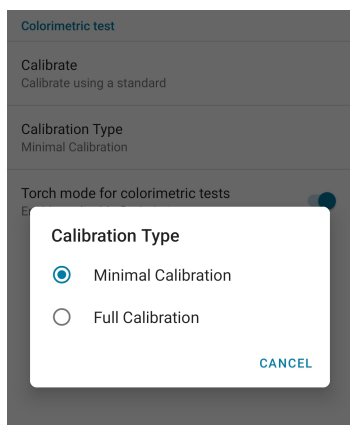 Colorimetric test
Calibrate
Calibrate using a standard
Calibration Type
Minimal Calibration
Torch mode for colorimetric tests
Calibration Type
Minimal Calibration
Full Calibration
CANCEL